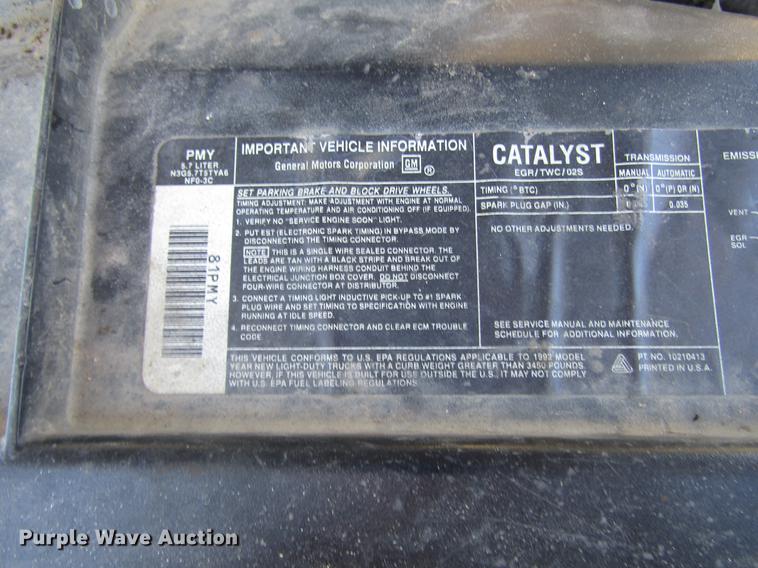 PMY
5.7 LITER
N3G5.7T5TYA6
NF0-3C
81PMY
IMPORTANT VEHICLE INFORMATION
General Motors Corporation GM ®
SET PARKING BRAKE AND BLOCK DRIVE WHEELS.
TIMING ADJUSTMENT: MAKE ADJUSTMENT WITH ENGINE AT NORMAL
OPERATING TEMPERATURE AND AIR CONDITIONING OFF (IF EQUIPPED).
1. VERIFY NO "SERVICE ENGINE SOON" LIGHT.
2. PUT EST (ELECTRONIC SPARK TIMING) IN BYPASS MODE BY
DISCONNECTING THE TIMING CONNECTOR.
NOTE THIS IS A SINGLE WIRE SEALED CONNECTOR. THE
LEADS ARE TAN WITH A BLACK STRIPE AND BREAK OUT OF
THE ENGINE WIRING HARNESS CONDUIT BEHIND THE
ELECTRICAL JUNCTION BOX COVER. DO NOT DISCONNECT
FOUR-WIRE CONNECTOR AT DISTRIBUTOR.
3. CONNECT A TIMING LIGHT INDUCTIVE PICK-UP TO #1 SPARK
PLUG WIRE AND SET TIMING TO SPECIFICATION WITH ENGINE
RUNNING AT IDLE SPEED.
4. RECONNECT TIMING CONNECTOR AND CLEAR ECM TROUBLE
CODE.
CATALYST
EGR/TWC/O2S
TRANSMISSION
MANUAL AUTOMATIC
TIMING (°BTC) 0°(N) 0°(P) OR (N)
SPARK PLUG GAP (IN.) 0.035
NO OTHER ADJUSTMENTS NEEDED.
SEE SERVICE MANUAL AND MAINTENANCE
SCHEDULE FOR ADDITIONAL INFORMATION.
THIS VEHICLE CONFORMS TO U.S. EPA REGULATIONS APPLICABLE TO 1992 MODEL
YEAR NEW LIGHT-DUTY TRUCKS WITH A CURB WEIGHT GREATER THAN 3450 POUNDS.
HOWEVER, IF THIS VEHICLE IS BUILT FOR USE OUTSIDE THE U.S., IT MAY NOT COMPLY
WITH U.S. EPA FUEL LABELING REGULATIONS.
PT. NO. 10210413
PRINTED IN U.S.A.
VENT
EGR
SOL
Purple Wave Auction